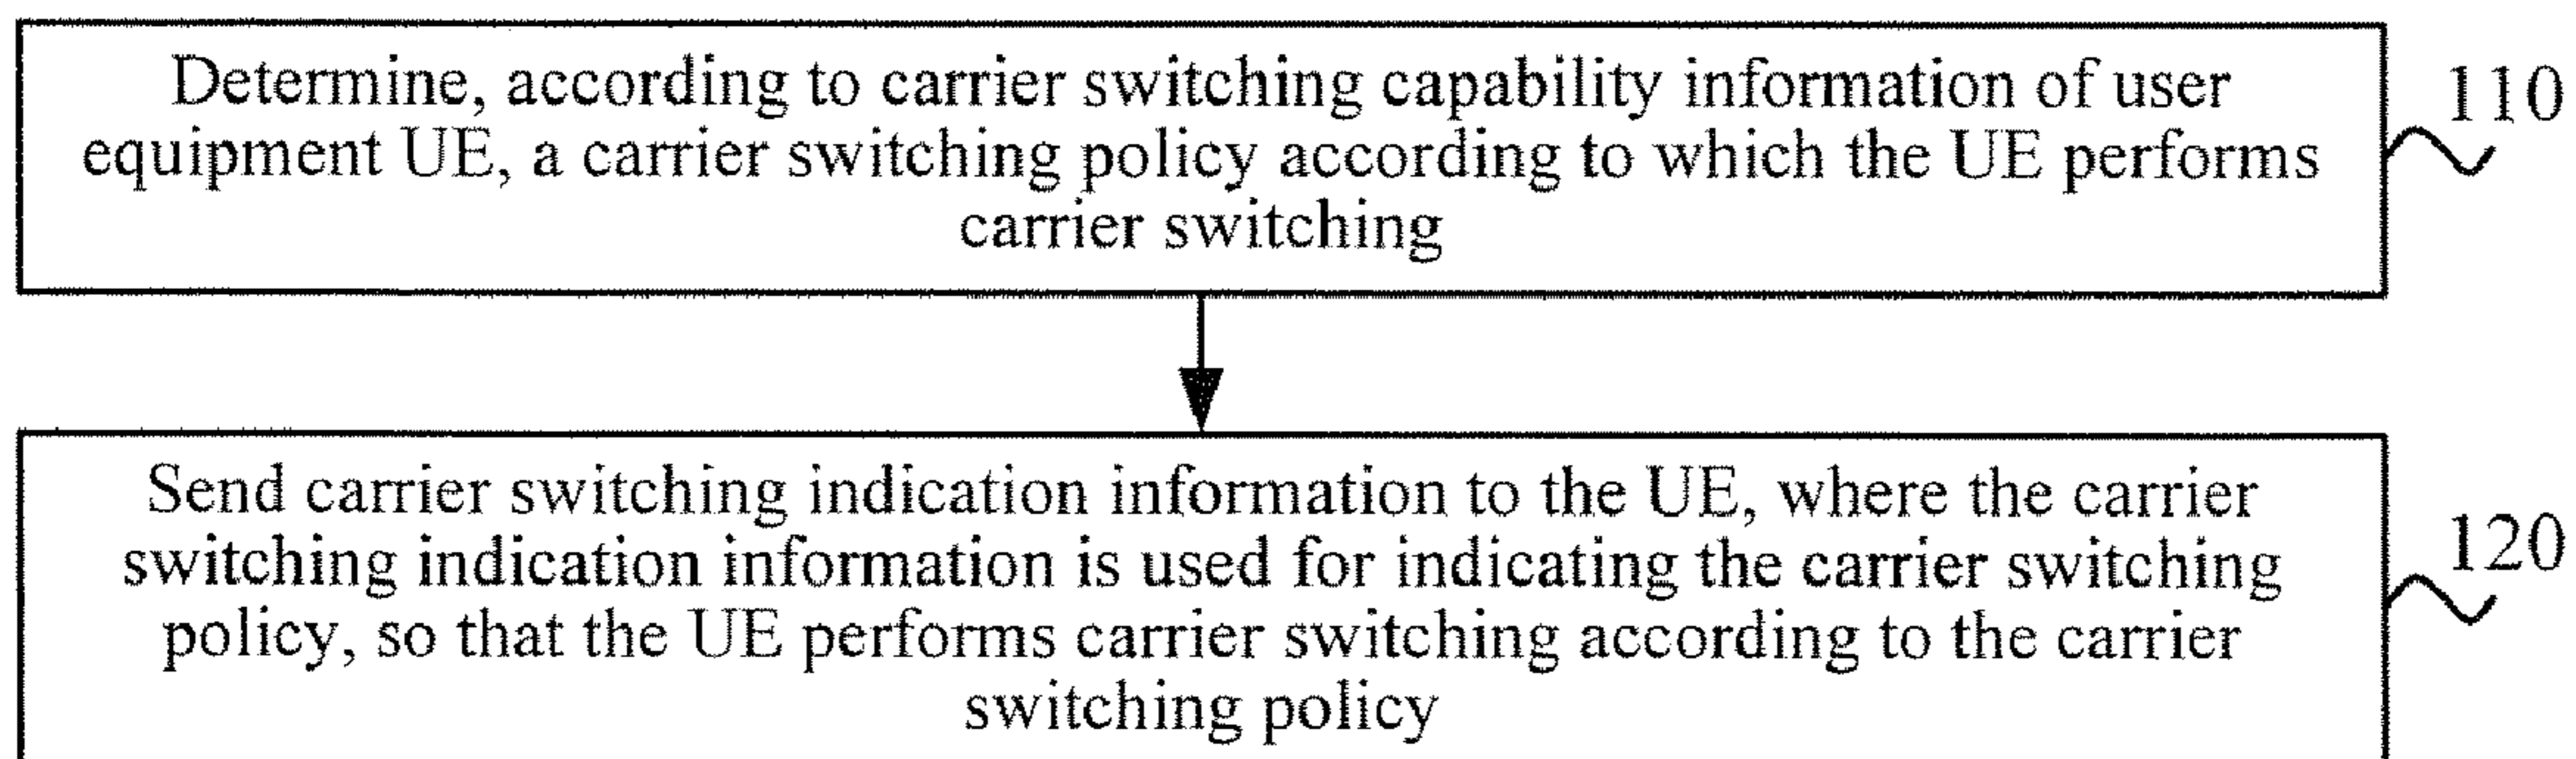 Determine, according to carrier switching capability information of user
equipment UE, a carrier switching policy according to which the UE performs
carrier switching
110
Send carrier switching indication information to the UE, where the carrier
switching indication information is used for indicating the carrier switching
policy, so that the UE performs carrier switching according to the carrier
switching policy
120